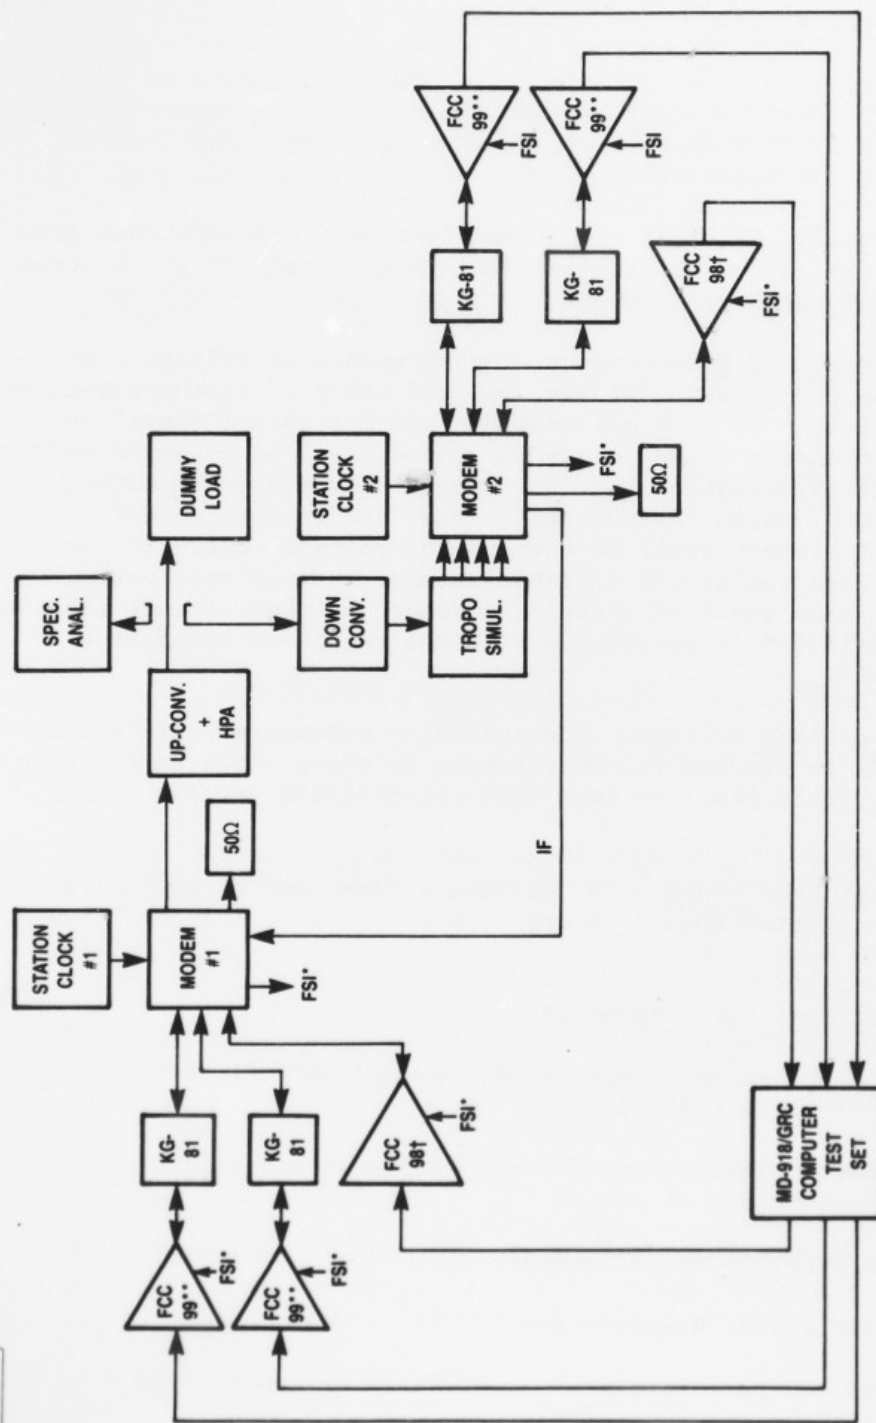 STATION
CLOCK
#1
MODEM
#1
FSI*
50Ω
UP-CONV.
+
HPA
SPEC.
ANAL.
DUMMY
LOAD
DOWN
CONV.
STATION
CLOCK
#2
TROPO
SIMUL.
MODEM
#2
FSI*
50Ω
IF
KG-
81
KG-
81
FCC
99**
FSI*
FCC
99**
FSI*
FCC
98†
FSI*
KG-81
KG-
81
FCC
99**
FSI
FCC
99**
FSI
FCC
98†
FSI*
MD-918/GRC
COMPUTER
TEST
SET